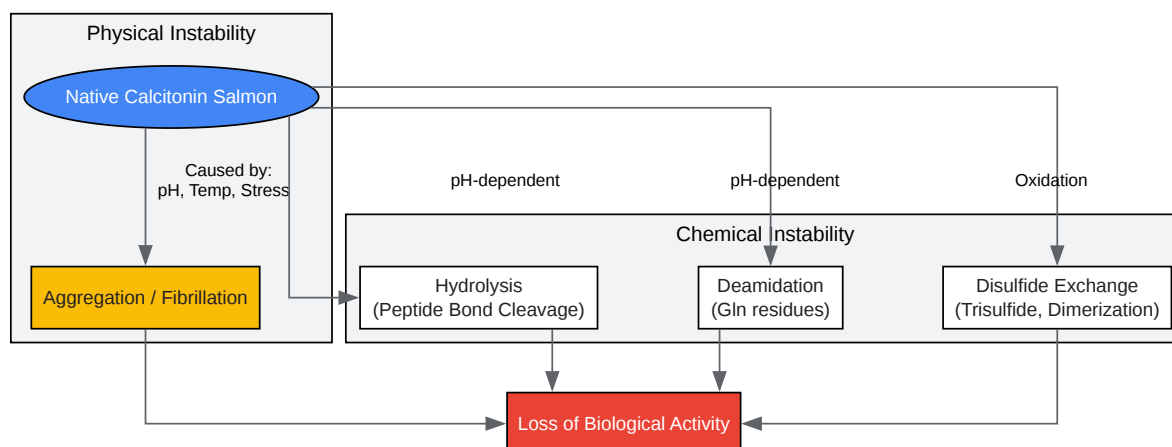 Physical Instability
Native Calcitonin Salmon
Caused by:
pH, Temp, Stress
pH-dependent
pH-dependent
Oxidation
Chemical Instability
Aggregation / Fibrillation
Hydrolysis
(Peptide Bond Cleavage)
Deamidation
(Gln residues)
Disulfide Exchange
(Trisulfide, Dimerization)
Loss of Biological Activity